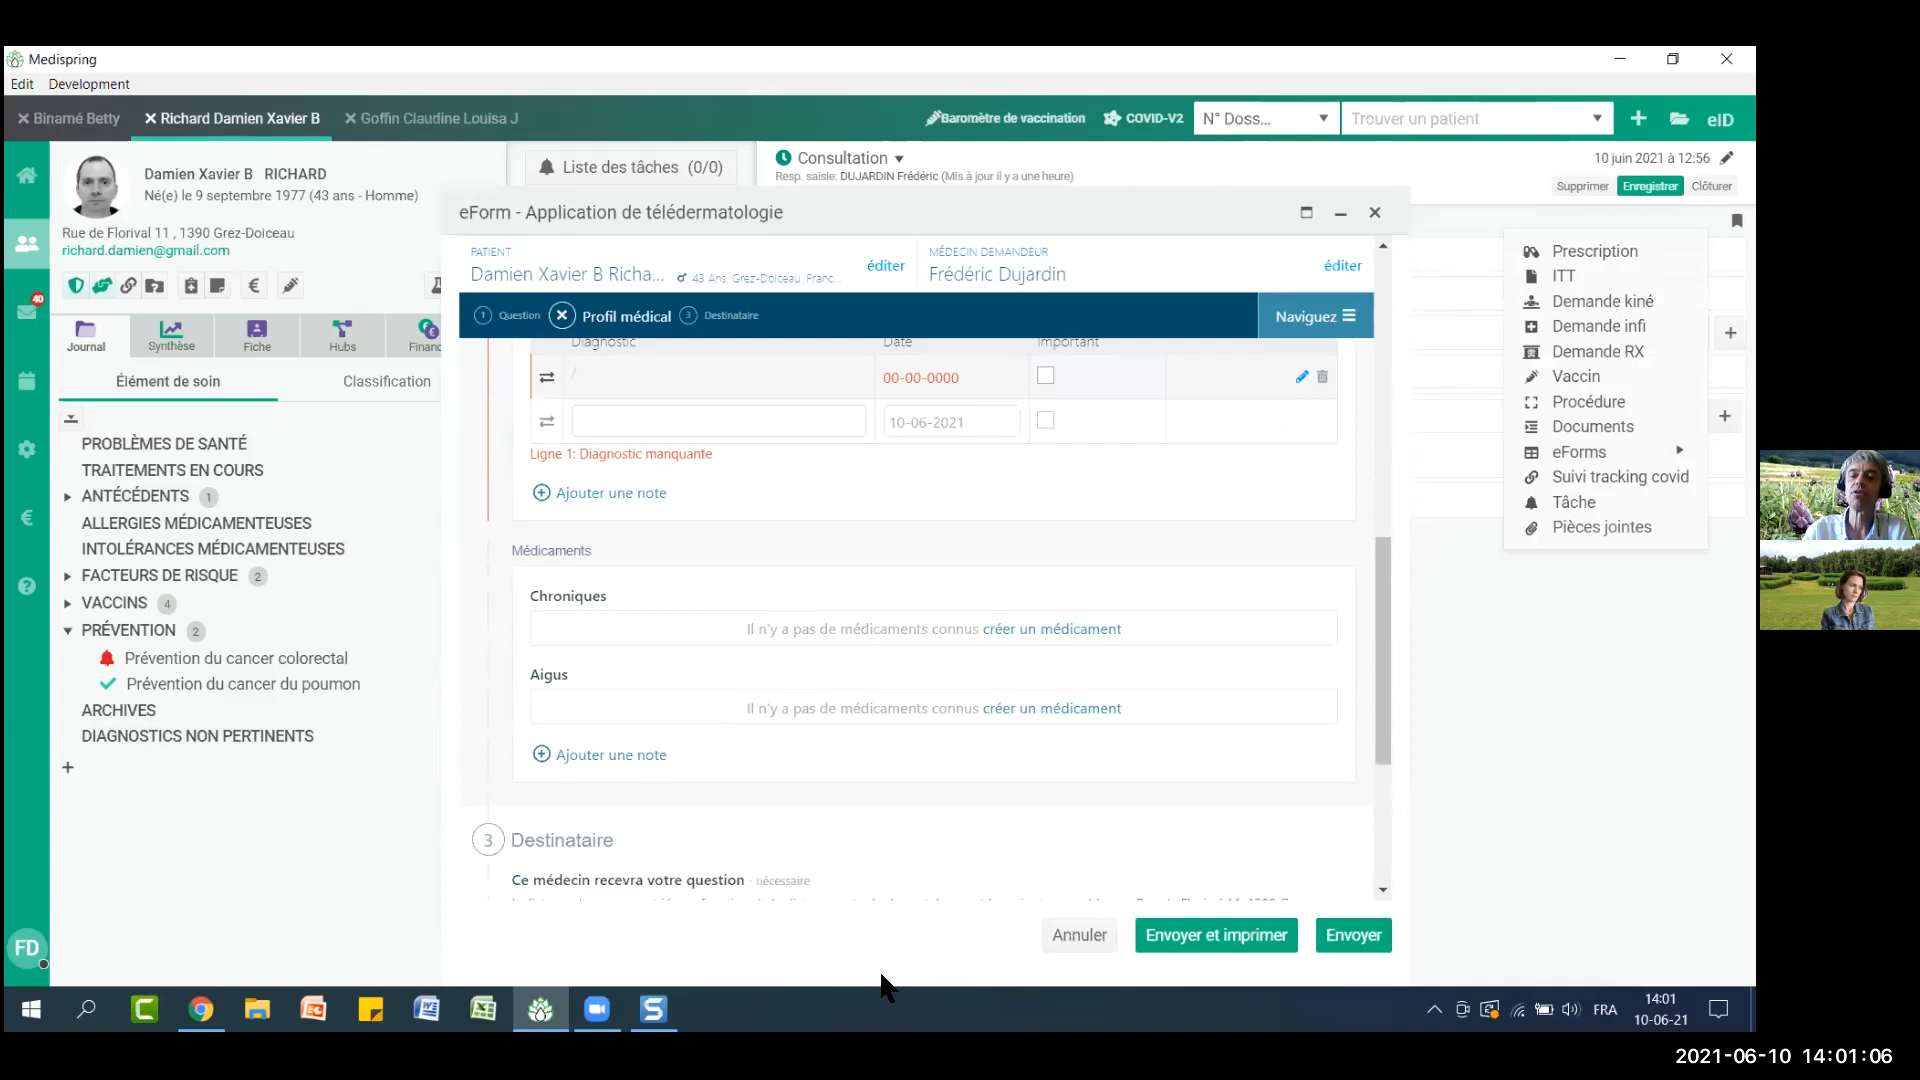 Medispring
Edit Development
Binamé Betty
Richard Damien Xavier B
Goffin Claudine Louisa J
Baromètre de vaccination
COVID-V2
N° Doss...
Trouver un patient
eID
Damien Xavier B RICHARD
Né(e) le 9 septembre 1977 (43 ans - Homme)
Rue de Florival 11 , 1390 Grez-Doiceau
richard.damien@gmail.com
Liste des tâches (0/0)
Consultation
Resp. saisie: DUJARDIN Frédéric (Mis à jour il y a une heure)
10 juin 2021 à 12:56
Supprimer
Enregistrer
Clôturer
40
Journal
Synthèse
Fiche
Hubs
Financ
Élément de soin
Classification
PROBLÈMES DE SANTÉ
TRAITEMENTS EN COURS
ANTÉCÉDENTS 1
ALLERGIES MÉDICAMENTEUSES
INTOLÉRANCES MÉDICAMENTEUSES
FACTEURS DE RISQUE 2
VACCINS 4
PRÉVENTION 2
Prévention du cancer colorectal
Prévention du cancer du poumon
ARCHIVES
DIAGNOSTICS NON PERTINENTS
FD
eForm - Application de télédermatologie
PATIENT
Damien Xavier B Richa... 43 Ans, Grez-Doiceau, Franc...
éditer
MÉDECIN DEMANDEUR
Frédéric Dujardin
éditer
1 Question
Profil médical
3 Destinataire
Naviguez
Diagnostic Date Important
/ 00-00-0000
10-06-2021
Ligne 1: Diagnostic manquante
Ajouter une note
Médicaments
Chroniques
Il n'y a pas de médicaments connus créer un médicament
Aigus
Il n'y a pas de médicaments connus créer un médicament
Ajouter une note
3 Destinataire
Ce médecin recevra votre question - nécessaire
Annuler
Envoyer et imprimer
Envoyer
Prescription
ITT
Demande kiné
Demande infi
Demande RX
Vaccin
Procédure
Documents
eForms
Suivi tracking covid
Tâche
Pièces jointes
FRA
14:01
10-06-21
2021-06-10 14:01:06